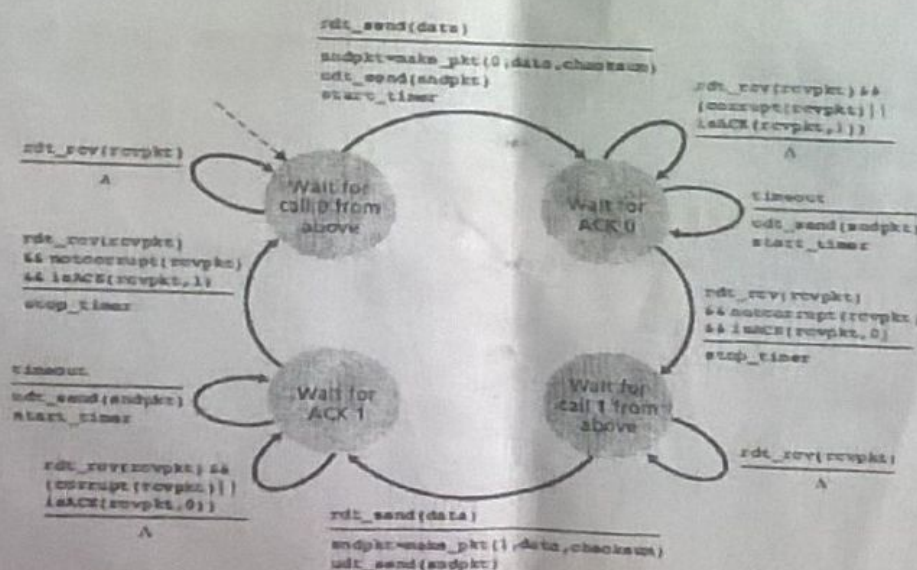 rdt_send(data)
sndpkt=make_pkt(0,data,checksum)
udt_send(sndpkt)
start_timer
rdt_rcv(rcvpkt) &&
(corrupt(rcvpkt)||
isACK(rcvpkt,1))
Λ
rdt_rcv(rcvpkt)
Λ
Wait for
call 0 from
above
Wait for
ACK 0
timeout
udt_send(sndpkt)
start_timer
rdt_rcv(rcvpkt)
&& notcorrupt(rcvpkt)
&& isACK(rcvpkt,1)
stop_timer
rdt_rcv(rcvpkt)
&& notcorrupt(rcvpkt)
&& isACK(rcvpkt,0)
stop_timer
timeout
udt_send(sndpkt)
start_timer
Wait for
ACK 1
Wait for
call 1 from
above
rdt_rcv(rcvpkt) &&
(corrupt(rcvpkt)||
isACK(rcvpkt,0))
Λ
rdt_rcv(rcvpkt)
Λ
rdt_send(data)
sndpkt=make_pkt(1,data,checksum)
udt_send(sndpkt)